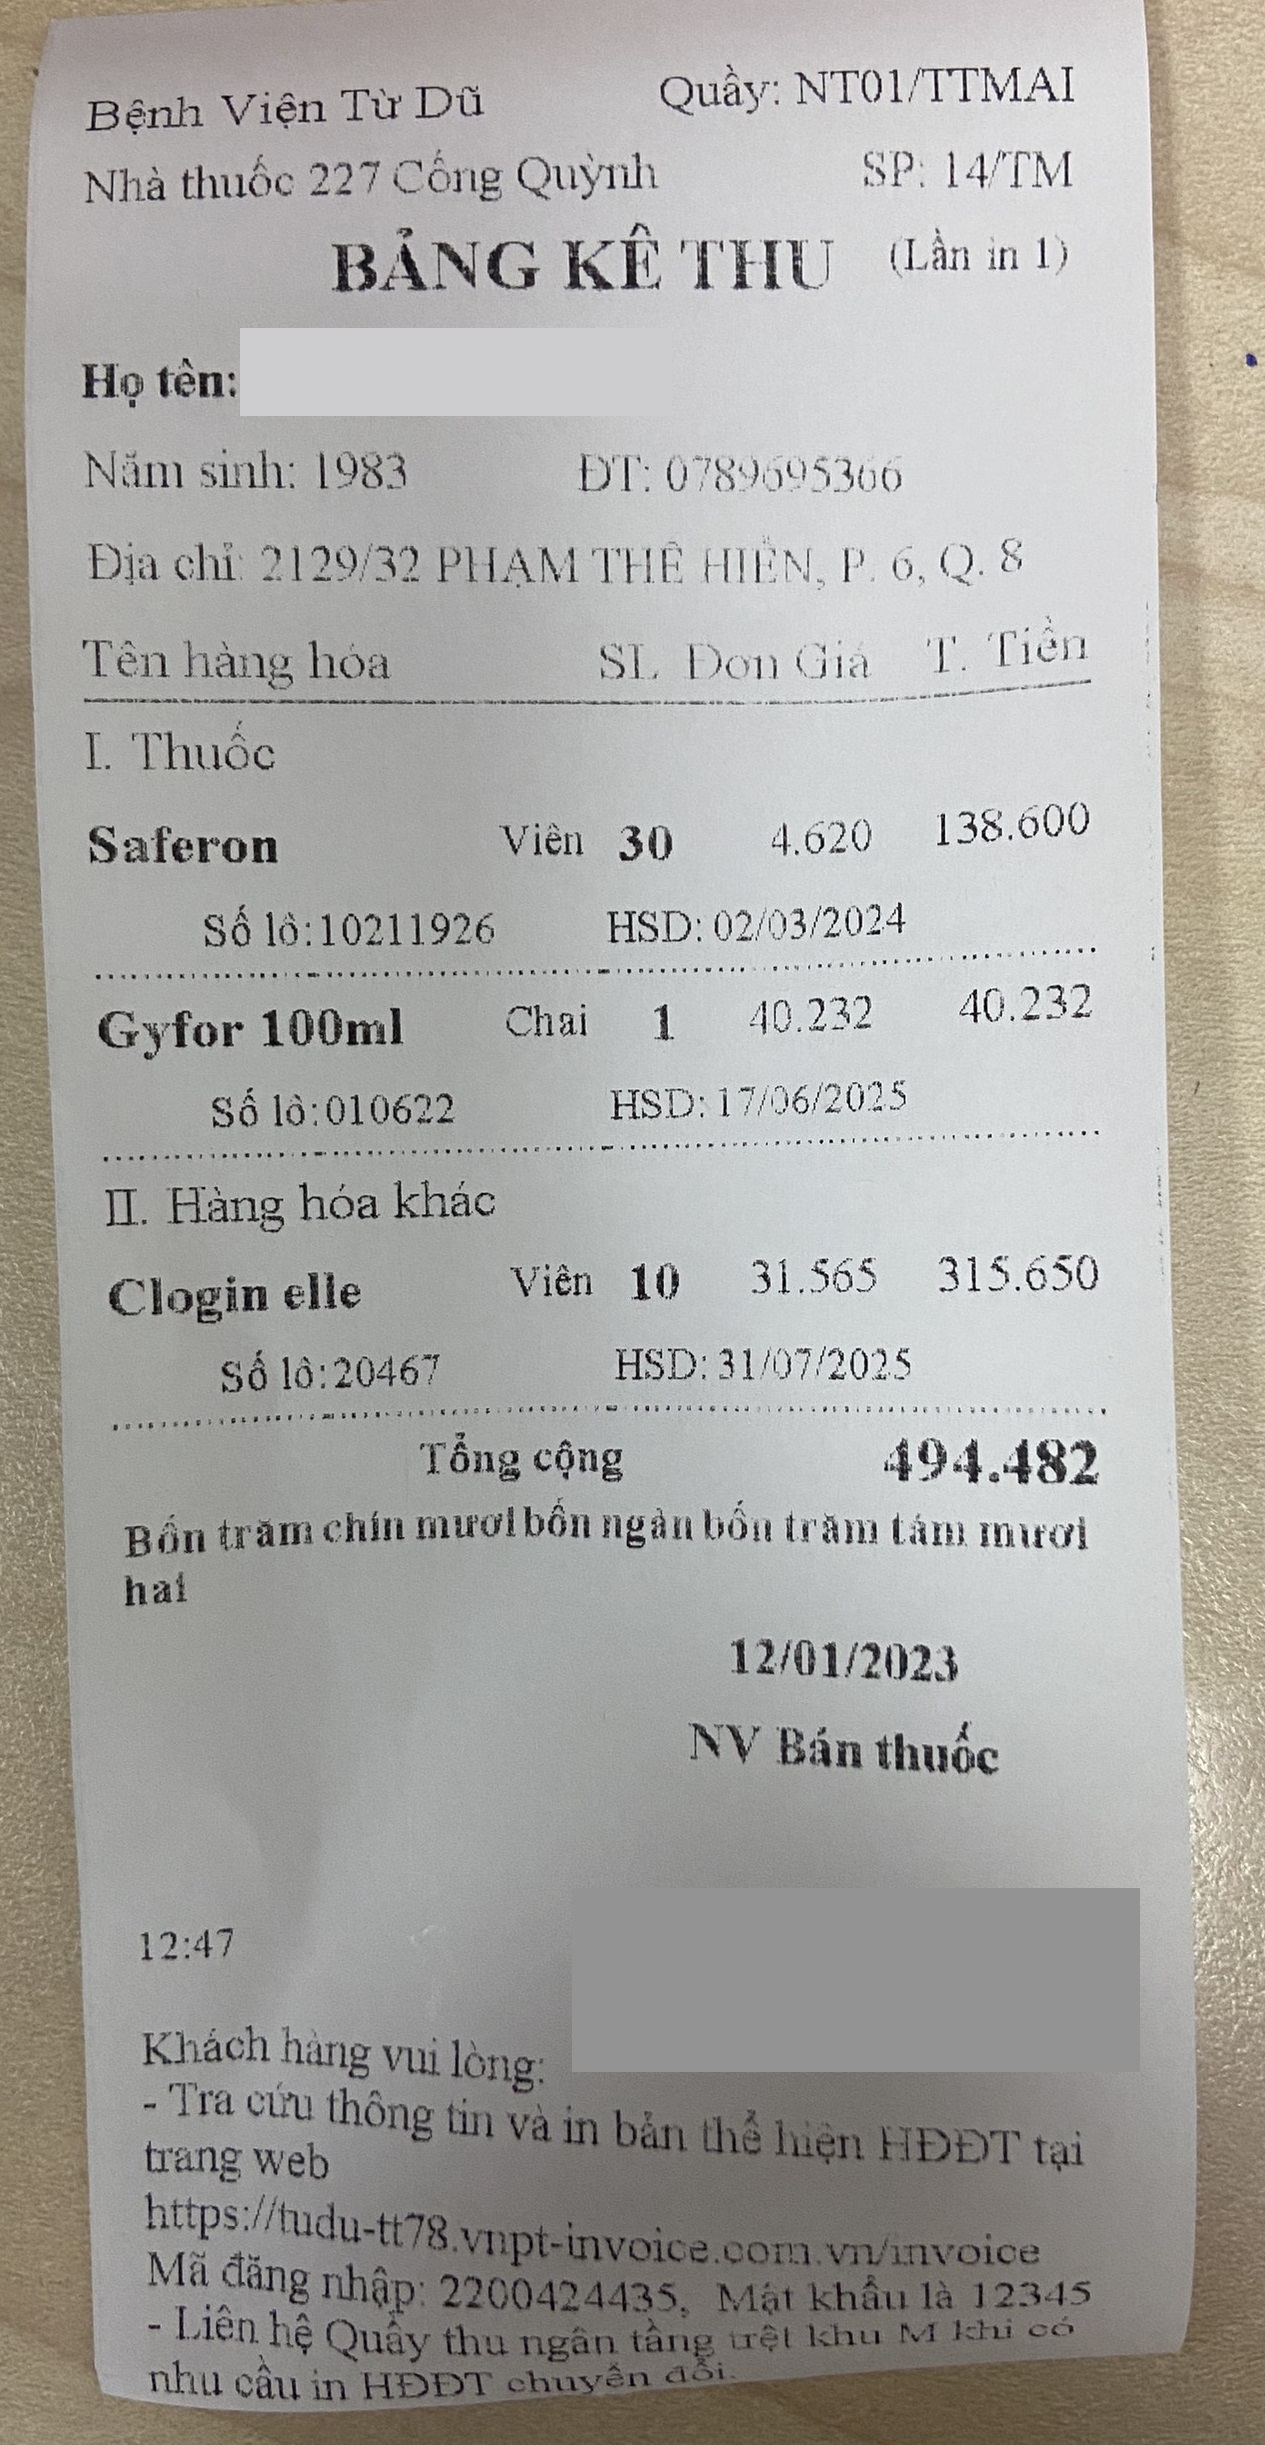 Bệnh Viện Từ Dũ Quầy: NT01/TTMAI
Nhà thuốc 227 Cống Quỳnh SP: 14/TM
BẢNG KÊ THU (Lần in 1)
Họ tên:
Năm sinh: 1983 ĐT: 0789695366
Địa chỉ: 2129/32 PHẠM THẾ HIỂN, P. 6, Q. 8
Tên hàng hóa SL Đơn Giá T. Tiền
I. Thuốc
Saferon Viên 30 4.620 138.600
Số lô:10211926 HSD: 02/03/2024
Gyfor 100ml Chai 1 40.232 40.232
Số lô:010622 HSD: 17/06/2025
II. Hàng hóa khác
Clogin elle Viên 10 31.565 315.650
Số lô:20467 HSD: 31/07/2025
Tổng cộng 494.482
Bốn trăm chín mươi bốn ngàn bốn trăm tám mươi
hai
12/01/2023
NV Bán thuốc
12:47
Khách hàng vui lòng:
- Tra cứu thông tin và in bản thể hiện HĐĐT tại
trang web
https://tudu-tt78.vnpt-invoice.com.vn/invoice
Mã đăng nhập: 2200424435, Mật khẩu là 12345
- Liên hệ Quầy thu ngân tầng trệt khu M khi có
nhu cầu in HĐĐT chuyển đổi.